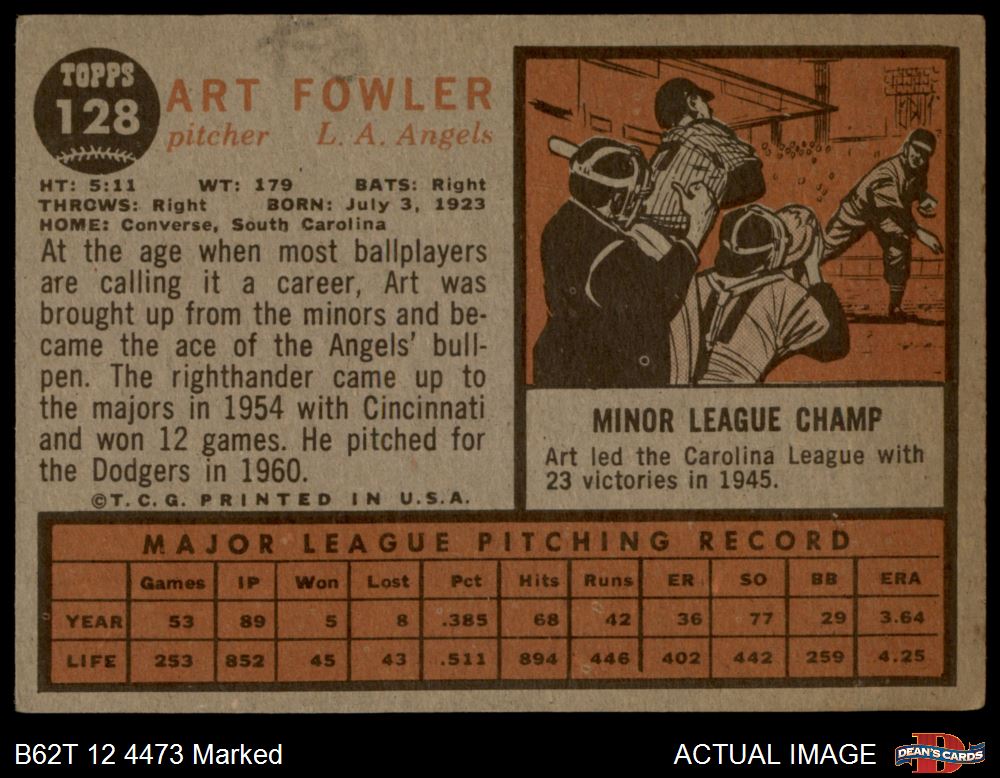 TOPPS
128
ART FOWLER
pitcher L. A. Angels
HT: 5:11 WT: 179 BATS: Right
THROWS: Right BORN: July 3, 1923
HOME: Converse, South Carolina
At the age when most ballplayers
are calling it a career, Art was
brought up from the minors and be-
came the ace of the Angels' bull-
pen. The righthander came up to
the majors in 1954 with Cincinnati
and won 12 games. He pitched for
the Dodgers in 1960.
©T.C.G. PRINTED IN U.S.A.
MINOR LEAGUE CHAMP
Art led the Carolina League with
23 victories in 1945.
MAJOR LEAGUE PITCHING RECORD
Games IP Won Lost Pct Hits Runs ER SO BB ERA
YEAR 53 89 5 8 .385 68 42 36 77 29 3.64
LIFE 253 852 45 43 .511 894 446 402 442 259 4.25
B62T 12 4473 Marked ACTUAL IMAGE DEAN'S CARDS